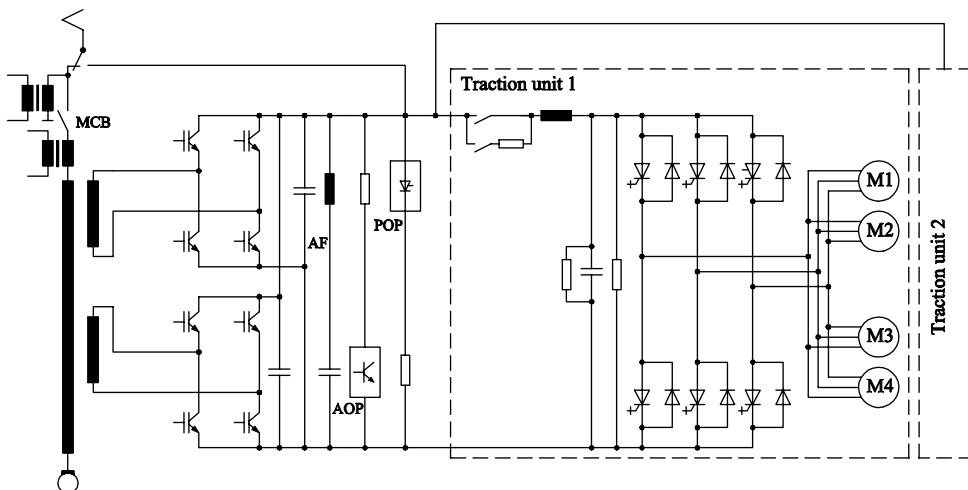 Traction unit 1
MCB
M1
POP
AF
M2
Traction unit 2
M3
M4
AOP